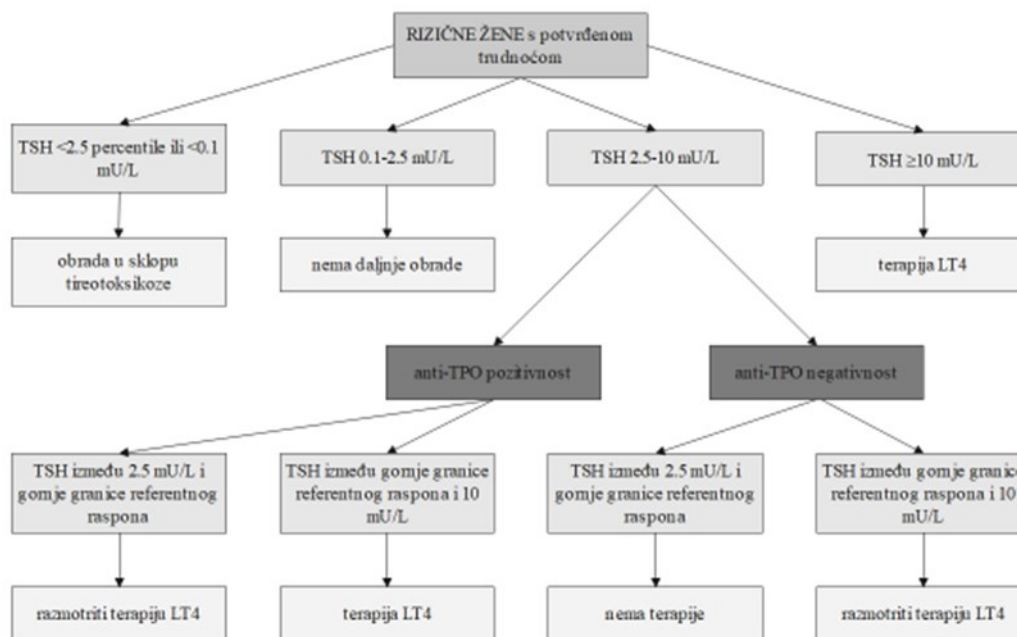 RIZIČNE ŽENE s potvrđenom
trudnoćom
TSH <2.5 percentile ili <0.1
mU/L
TSH 0.1-2.5 mU/L
TSH 2.5-10 mU/L
TSH ≥10 mU/L
obrada u sklopu
tireotoksikoze
nema daljnje obrade
terapija LT4
anti-TPO pozitivnost
anti-TPO negativnost
TSH između 2.5 mU/L i
gornje granice referentnog
raspona
TSH između gornje granice
referentnog raspona i 10
mU/L
TSH između 2.5 mU/L i
gornje granice referentnog
raspona
TSH između gornje granice
referentnog raspona i 10
mU/L
razmotriti terapiju LT4
terapija LT4
nema terapije
razmotriti terapiju LT4